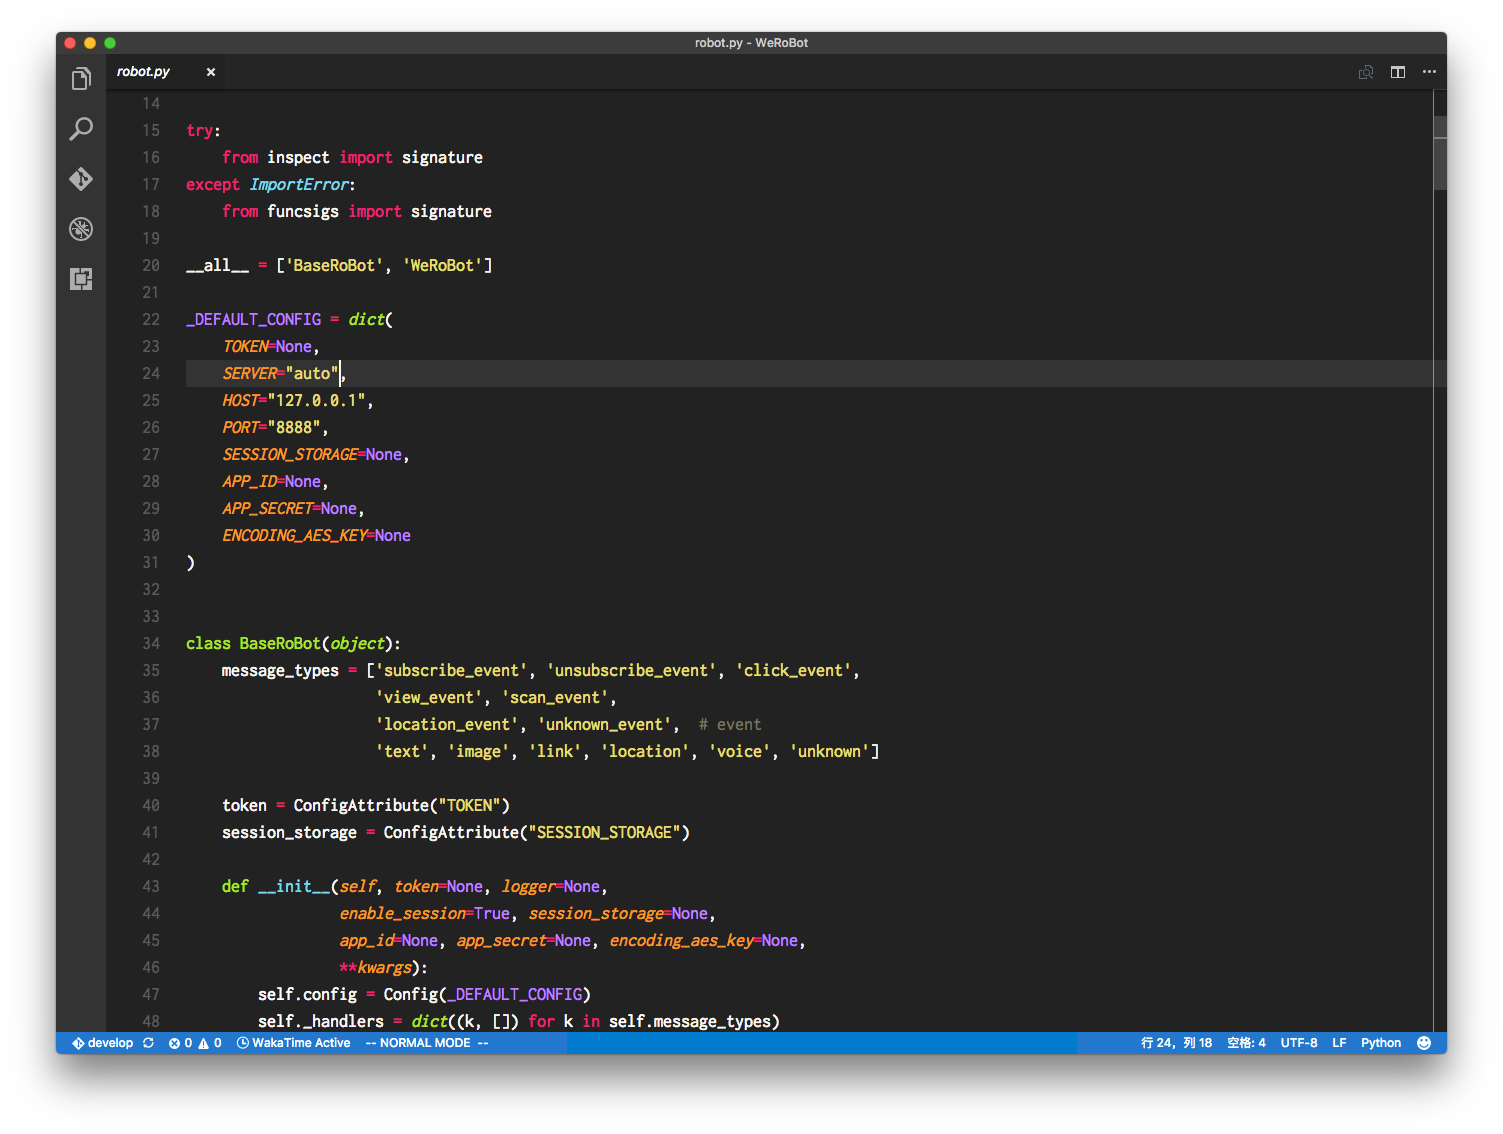 robot.py - WeRoBot
robot.py ×
14
15 try:
16     from inspect import signature
17 except ImportError:
18     from funcsigs import signature
19
20 __all__ = ['BaseRoBot', 'WeRoBot']
21
22 _DEFAULT_CONFIG = dict(
23     TOKEN=None,
24     SERVER="auto",
25     HOST="127.0.0.1",
26     PORT="8888",
27     SESSION_STORAGE=None,
28     APP_ID=None,
29     APP_SECRET=None,
30     ENCODING_AES_KEY=None
31 )
32
33
34 class BaseRoBot(object):
35     message_types = ['subscribe_event', 'unsubscribe_event', 'click_event',
36                      'view_event', 'scan_event',
37                      'location_event', 'unknown_event',  # event
38                      'text', 'image', 'link', 'location', 'voice', 'unknown']
39
40     token = ConfigAttribute("TOKEN")
41     session_storage = ConfigAttribute("SESSION_STORAGE")
42
43     def __init__(self, token=None, logger=None,
44                  enable_session=True, session_storage=None,
45                  app_id=None, app_secret=None, encoding_aes_key=None,
46                  **kwargs):
47         self.config = Config(_DEFAULT_CONFIG)
48         self._handlers = dict((k, []) for k in self.message_types)
develop 0 0 WakaTime Active -- NORMAL MODE -- 行 24，列 18 空格: 4 UTF-8 LF Python